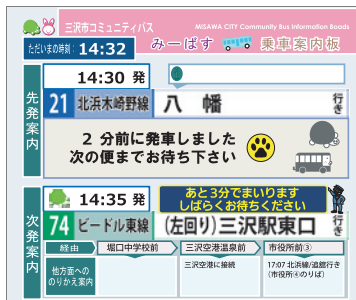 三沢市コミュニティバス
MISAWA CITY Community Bus Information Boads
ただいまの時刻：14:32
みーばす 乗車案内板
先発案内
14:30 発
21 北浜木崎野線 八幡 行き
2 分前に発車しました
次の便までお待ち下さい
次発案内
14:35 発
あと3分でまいります
しばらくお待ちください
74 ビードル東線 (左回り)三沢駅東口 行き
経由 堀口中学校前 三沢空港温泉前 市役所前③
他方面への
のりかえ案内
三沢空港に接続
17:07 北浜線/追館行き
(市役所④のりば)